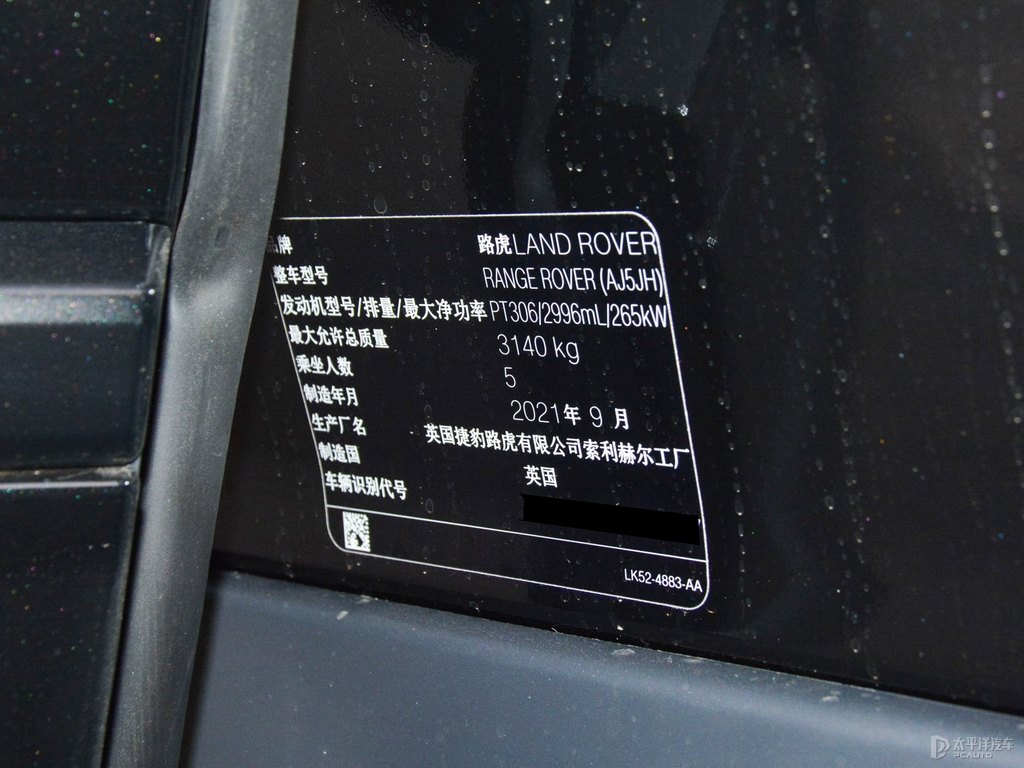 品牌 路虎LAND ROVER
整车型号 RANGE ROVER (AJ5JH)
发动机型号/排量/最大净功率 PT306/2996mL/265kW
最大允许总质量 3140 kg
乘坐人数 5
制造年月 2021年 9 月
生产厂名 英国捷豹路虎有限公司索利赫尔工厂
制造国 英国
车辆识别代号
LK52-4883-AA
太平洋汽车
PCAUTO